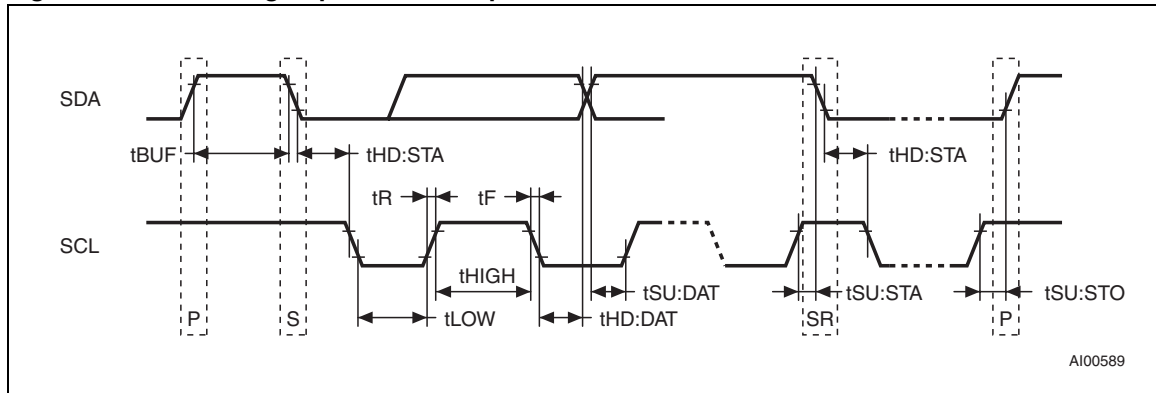 SDA
tBUF
tHD:STA
tHD:STA
tR
tF
SCL
tHIGH
tSU:DAT
tSU:STA
tSU:STO
tLOW
tHD:DAT
P
S
SR
P
AI00589